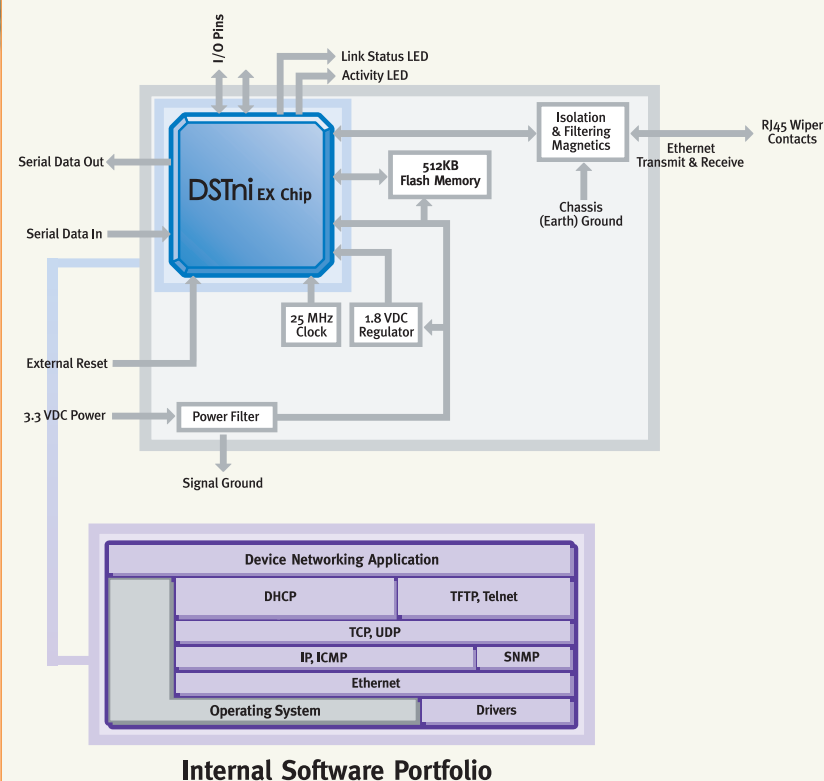 I/O Pins
Link Status LED
Activity LED
Isolation
& Filtering
Magnetics
RJ45 Wiper
Contacts
Ethernet
Transmit & Receive
Serial Data Out
DSTni EX Chip
512KB
Flash Memory
Chassis
(Earth) Ground
Serial Data In
25 MHz
Clock
1.8 VDC
Regulator
External Reset
3.3 VDC Power
Power Filter
Signal Ground
Device Networking Application
DHCP
TFTP, Telnet
TCP, UDP
IP, ICMP
SNMP
Ethernet
Operating System
Drivers
Internal Software Portfolio